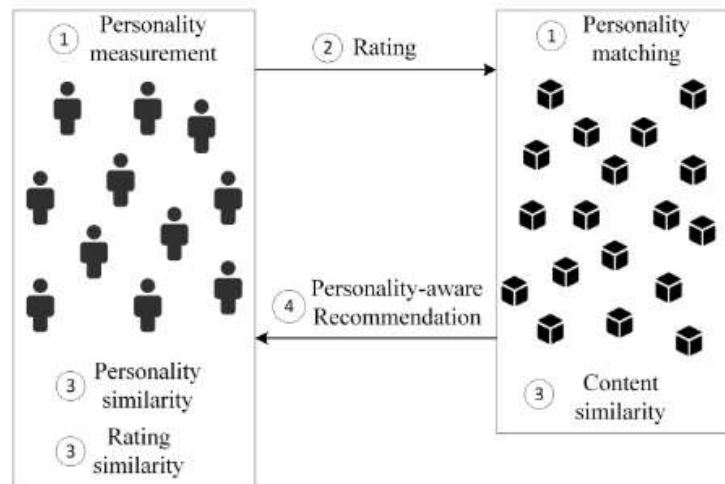 1 Personality
measurement
2 Rating
1 Personality
matching
4 Personality-aware
Recommendation
3 Personality
similarity
3 Rating
similarity
3 Content
similarity